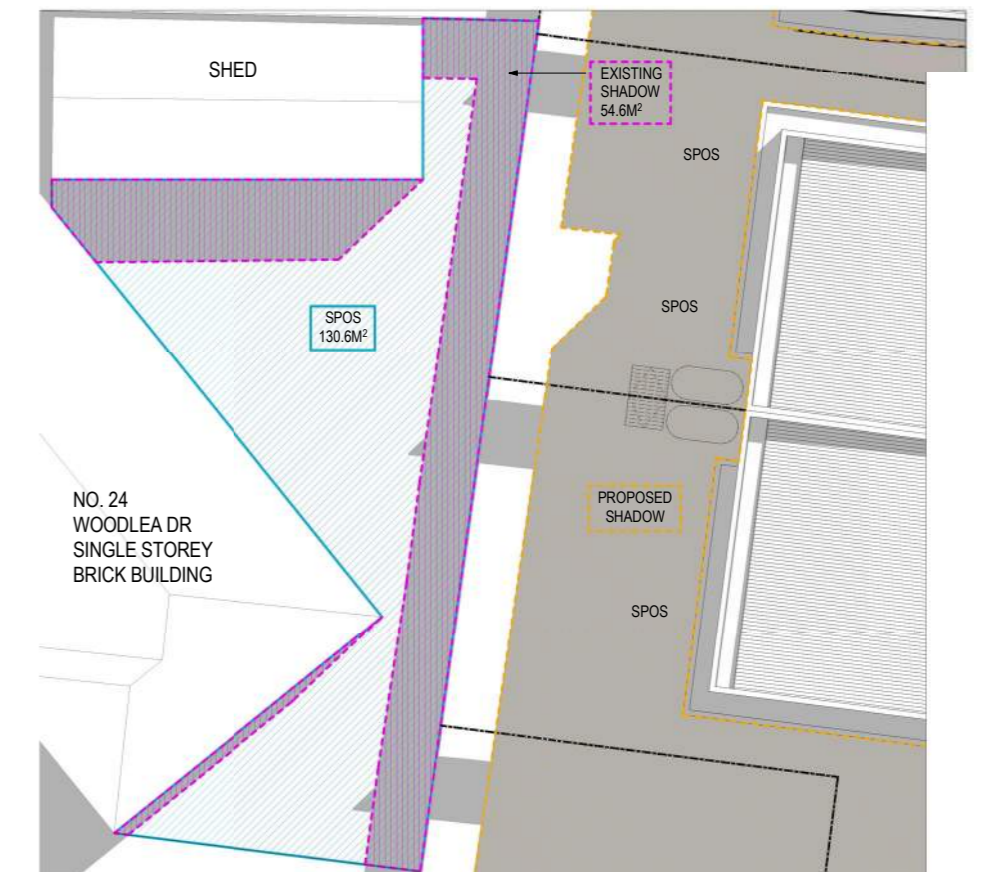 SHED
EXISTING
SHADOW
54.6M²
SPOS
SPOS
SPOS
130.6M²
NO. 24
WOODLEA DR
SINGLE STOREY
BRICK BUILDING
PROPOSED
SHADOW
SPOS